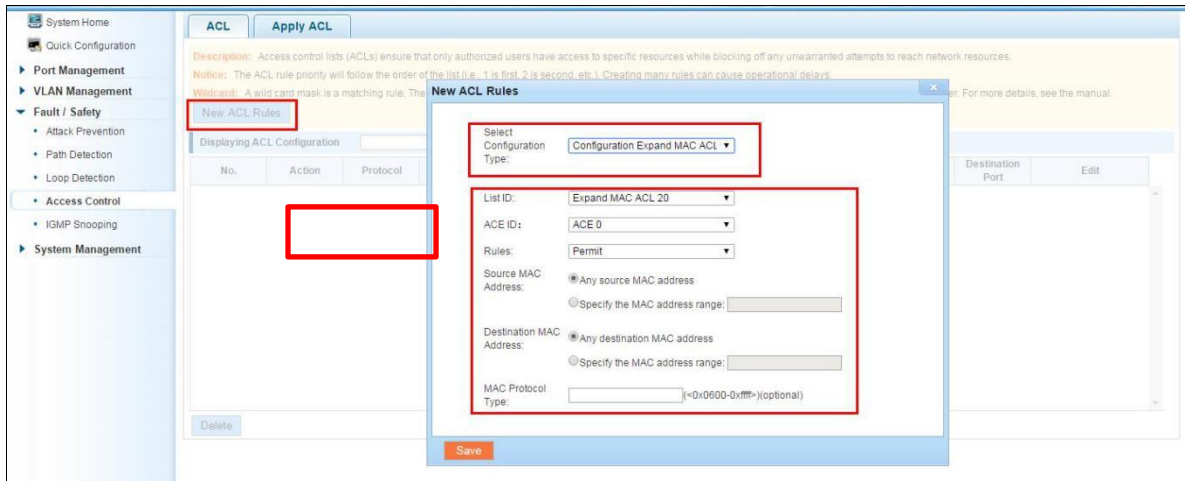 System Home
Quick Configuration
Port Management
VLAN Management
Fault / Safety
Attack Prevention
Path Detection
Loop Detection
Access Control
IGMP Snooping
System Management
ACL
Apply ACL
Description: Access control lists (ACLs) ensure that only authorized users have access to specific resources while blocking off any unwarranted attempts to reach network resources.
Notice: The ACL rule priority will follow the order of the list (i.e., 1 is first, 2 is second, etc.). Creating many rules can cause operational delays.
Wildcard: A wild card mask is a matching rule. The
er. For more details, see the manual.
New ACL Rules
Displaying ACL Configuration
No. Action Protocol
Destination Port
Edit
Delete
New ACL Rules
x
Select Configuration Type:
Configuration Expand MAC ACL
List ID:
Expand MAC ACL 20
ACE ID:
ACE 0
Rules:
Permit
Source MAC Address:
Any source MAC address
Specify the MAC address range:
Destination MAC Address:
Any destination MAC address
Specify the MAC address range:
MAC Protocol Type:
(<0x0600-0xffff>)(optional)
Save